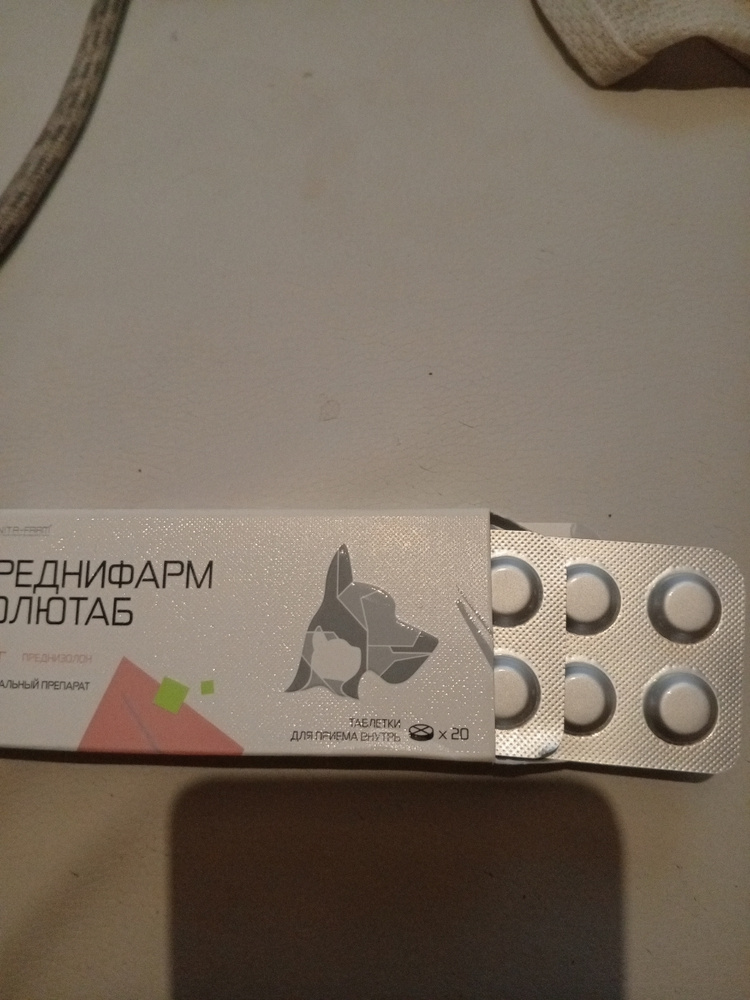 РЕДНИФАРМ
ОЛЮТАБ
Г ПРЕДНИЗОЛОН
АЛЬНЫЙ ПРЕПАРАТ
ТАБЛЕТКИ
ДЛЯ ПРИЕМА ВНУТРЬ x 20